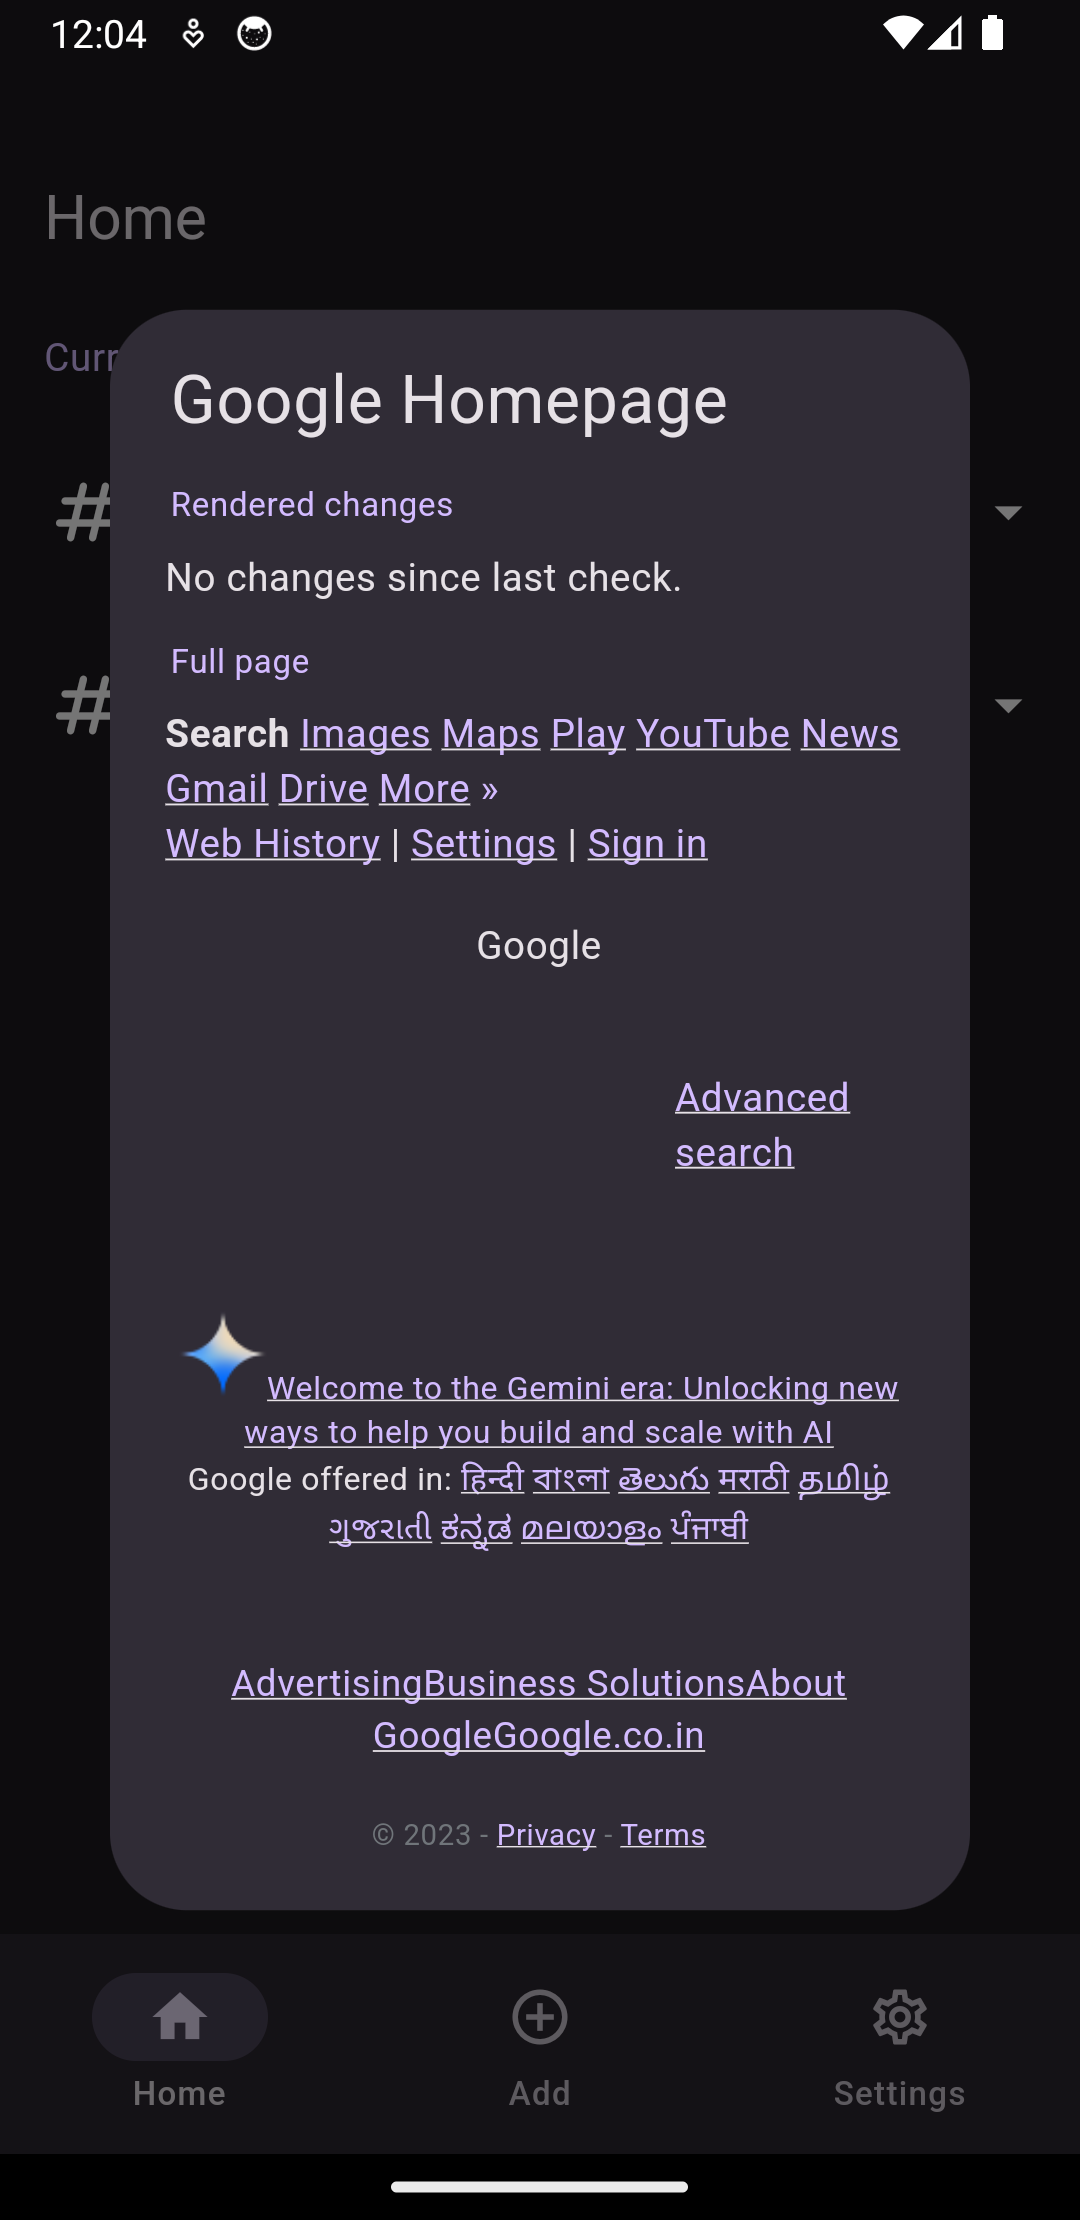 12:04
Home
Curr
Google Homepage
Rendered changes
No changes since last check.
Full page
Search Images Maps Play YouTube News
Gmail Drive More »
Web History | Settings | Sign in
Google
Advanced
search
Welcome to the Gemini era: Unlocking new
ways to help you build and scale with AI
Google offered in: हिन्दी বাংলা తెలుగు मराठी தமிழ்
ગુજરાતી ಕನ್ನಡ മലയാളം ਪੰਜਾਬੀ
AdvertisingBusiness SolutionsAbout
GoogleGoogle.co.in
© 2023 - Privacy - Terms
Home Add Settings